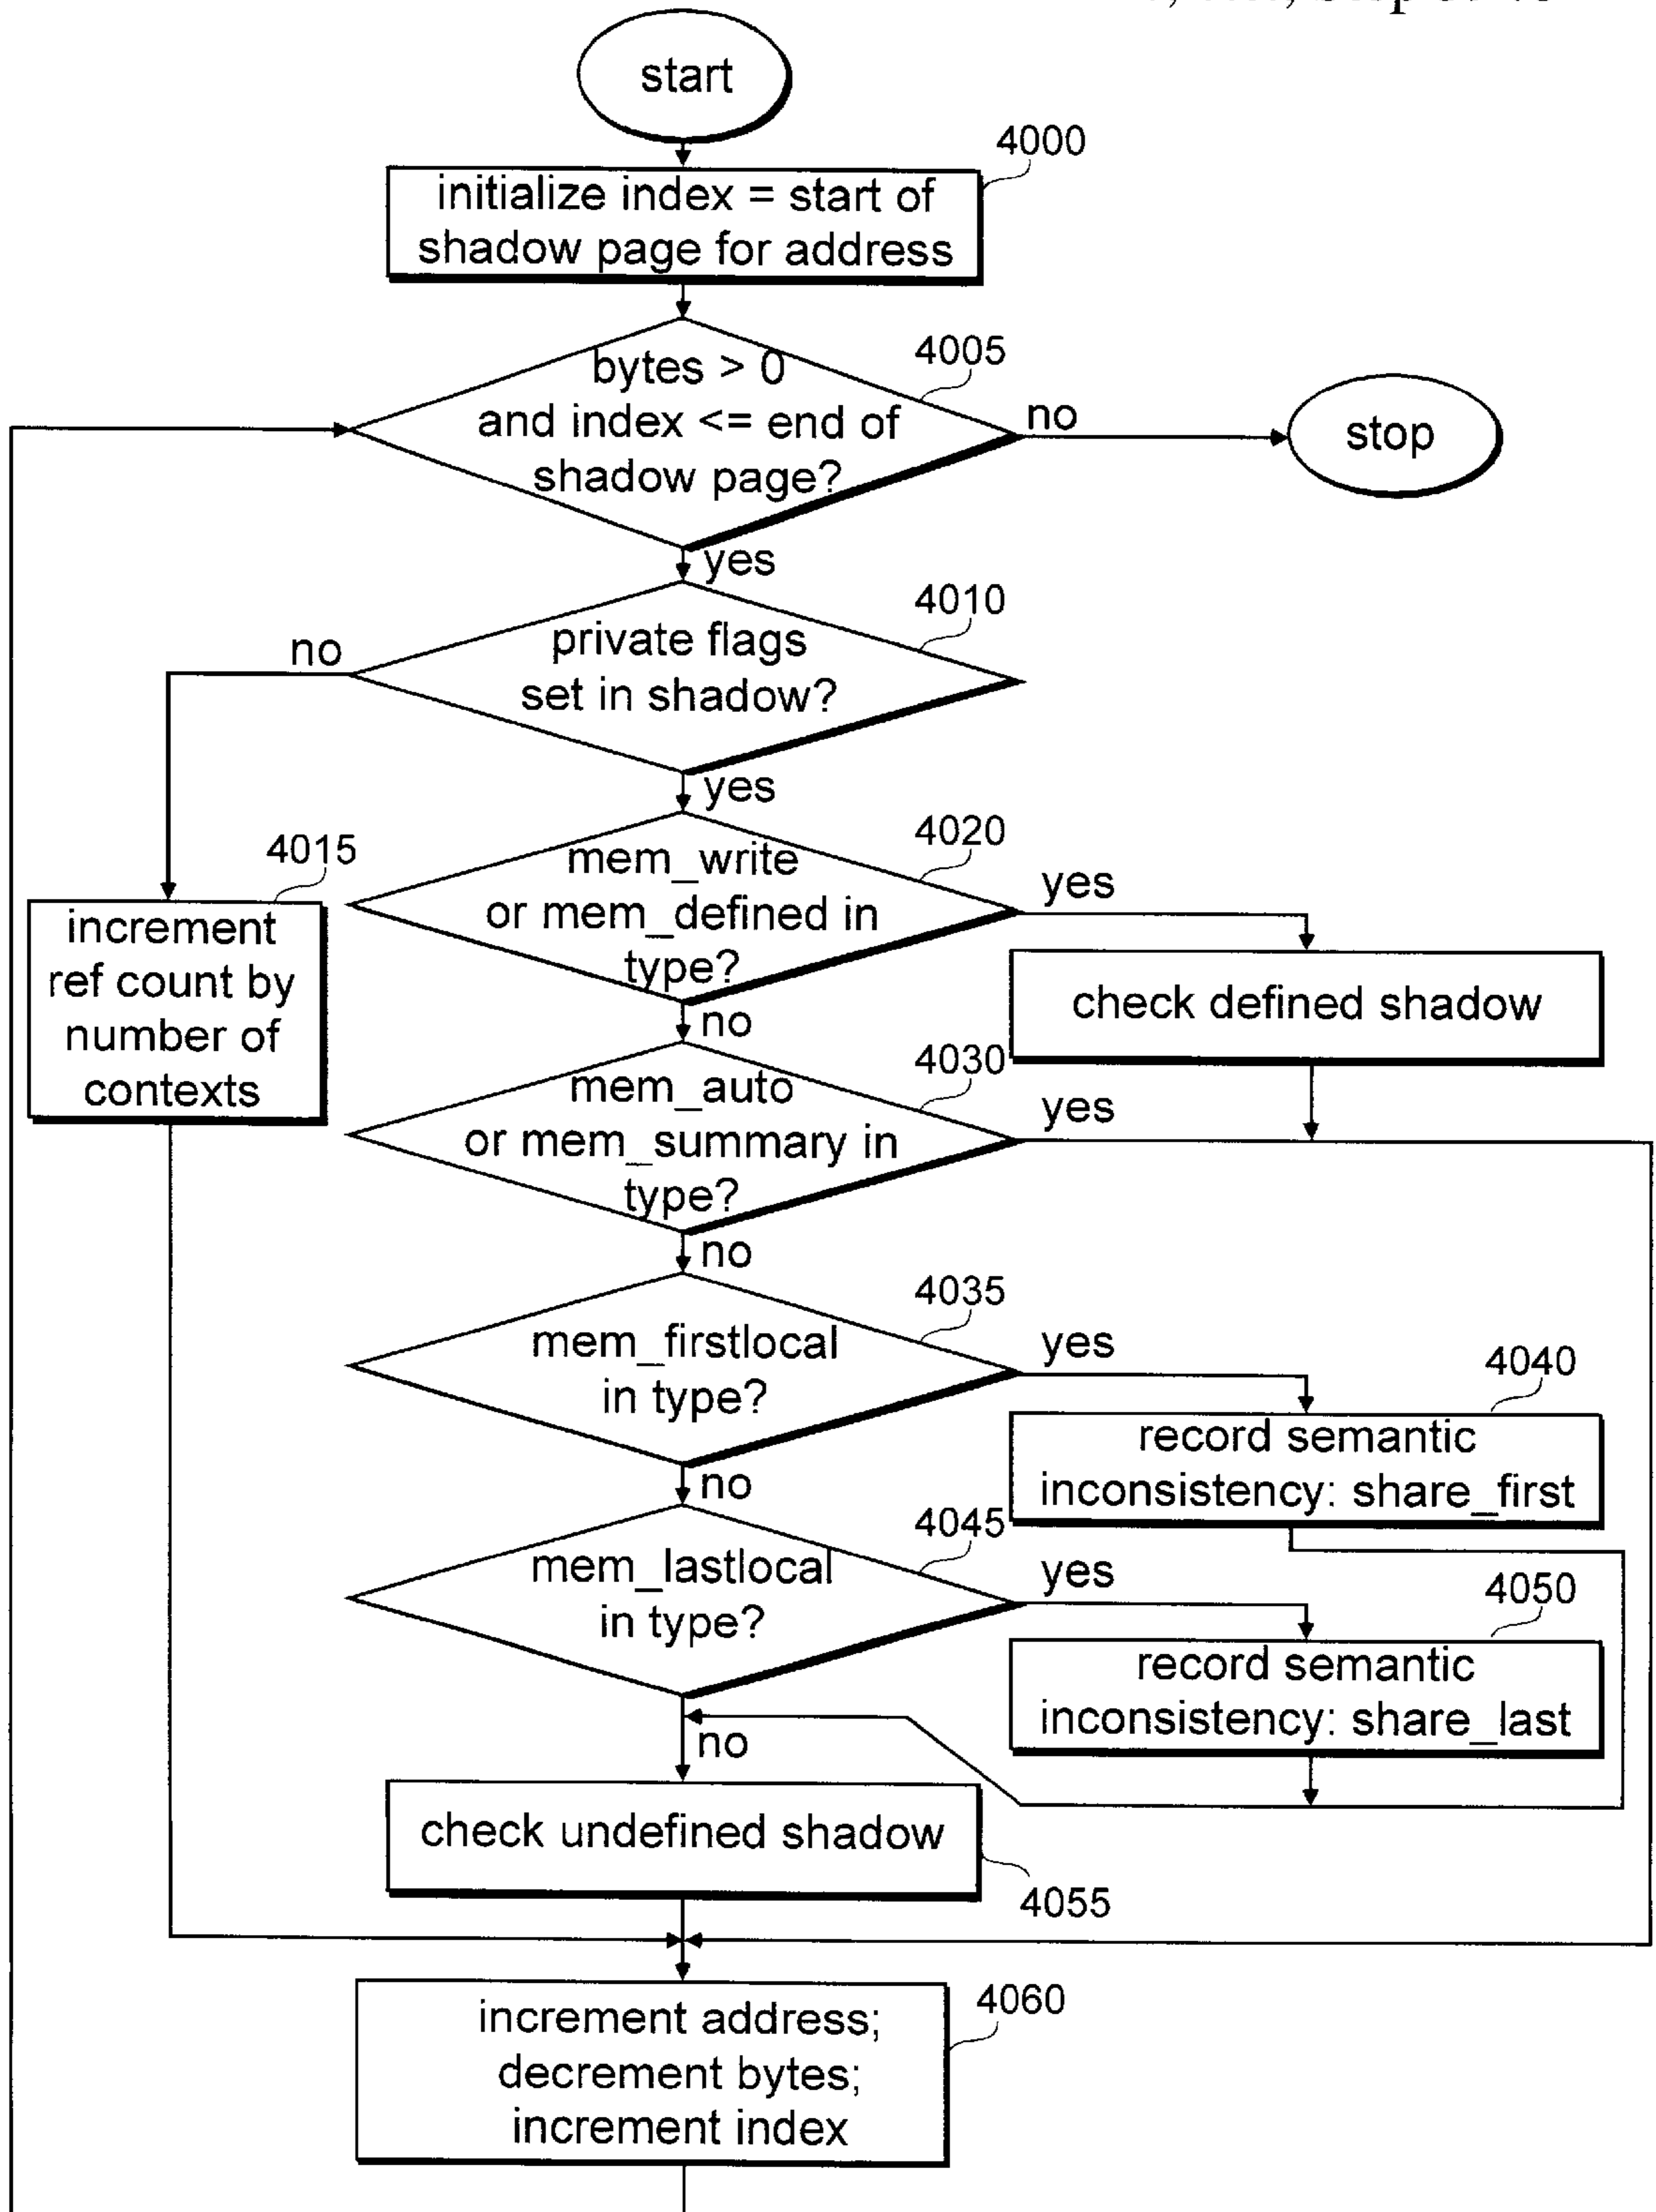 start
4000
initialize index = start of
shadow page for address
4005
bytes > 0
and index <= end of
shadow page?
no
stop
yes
4010
private flags
set in shadow?
no
yes
4015
increment
ref count by
number of
contexts
4020
mem_write
or mem_defined in
type?
yes
check defined shadow
no
4030
mem_auto
or mem_summary in
type?
yes
no
4035
mem_firstlocal
in type?
yes
4040
record semantic
inconsistency: share_first
no
4045
mem_lastlocal
in type?
yes
4050
record semantic
inconsistency: share_last
no
check undefined shadow
4055
4060
increment address;
decrement bytes;
increment index